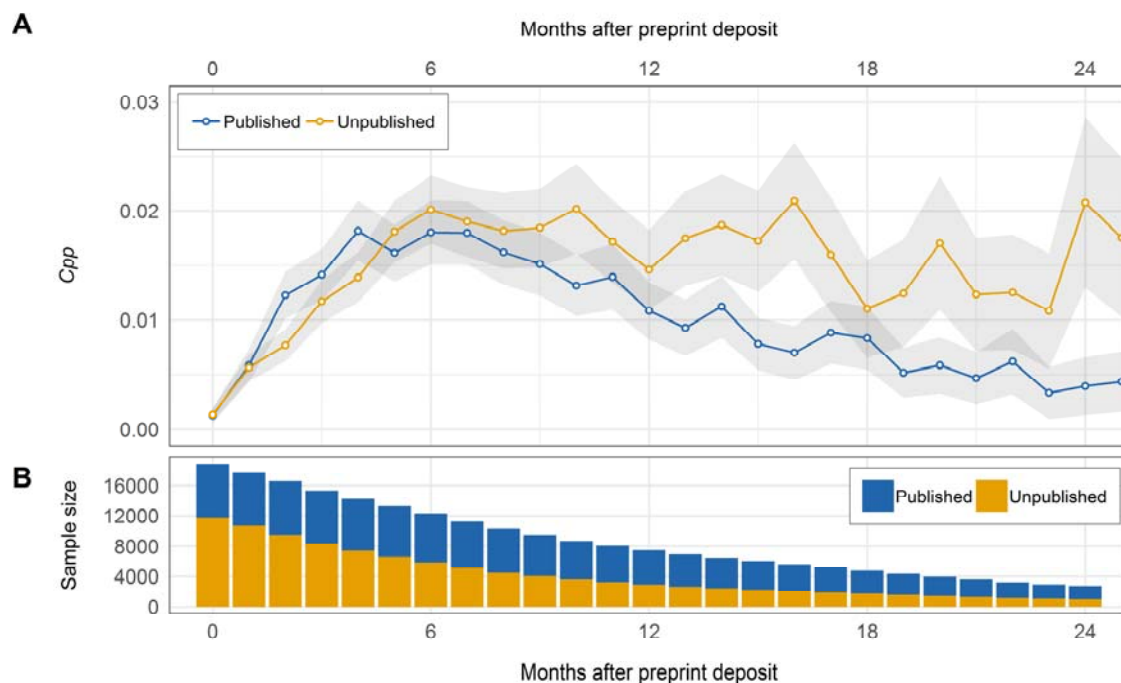 A
Months after preprint deposit
0 6 12 18 24
0.03
Published Unpublished
0.02
Cpp
0.01
0.00
B
16000
Published Unpublished
12000
Sample size
8000
4000
0
0 6 12 18 24
Months after preprint deposit